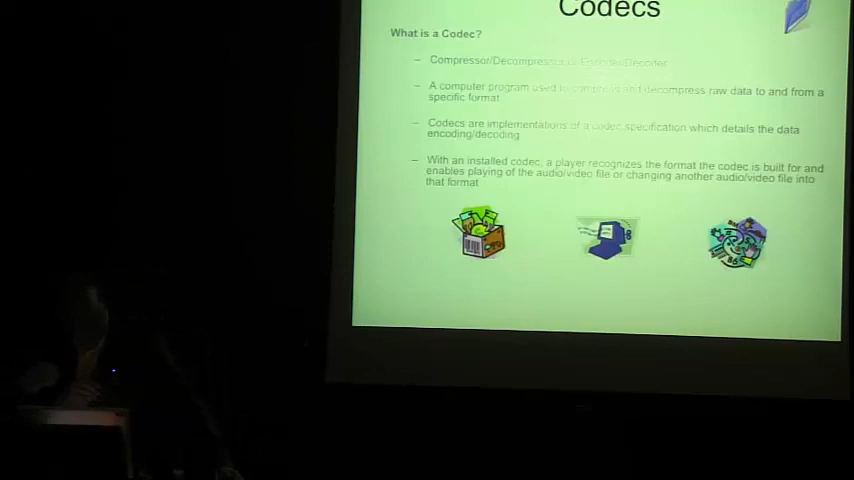 Codecs
What is a Codec?
– Compressor/Decompressor or Encoder/Decoder
– A computer program used to compress and decompress raw data to and from a
specific format
– Codecs are implementations of a codec specification which details the data
encoding/decoding
– With an installed codec, a player recognizes the format the codec is built for and
enables playing of the audio/video file or changing another audio/video file into
that format